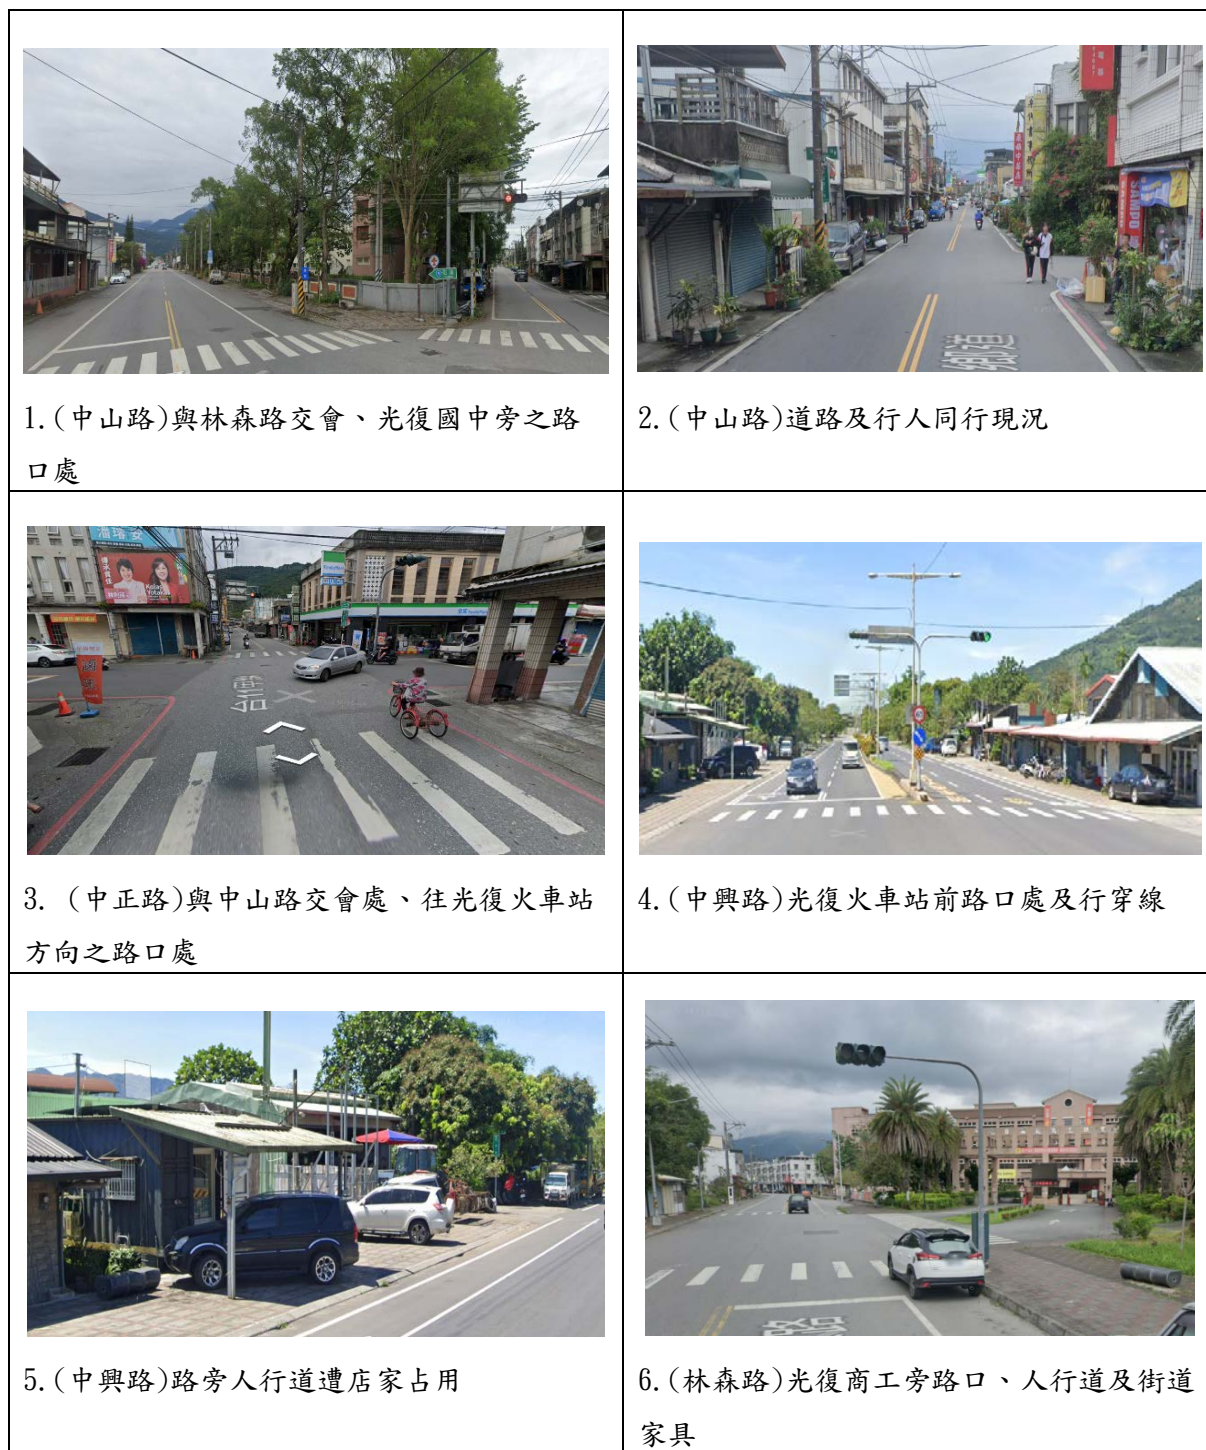 1.(中山路)與林森路交會、光復國中旁之路
口處
2.(中山路)道路及行人同行現況
鄉道
3. (中正路)與中山路交會處、往光復火車站
方向之路口處
FamilyMart
4.(中興路)光復火車站前路口處及行穿線
5.(中興路)路旁人行道遭店家占用
6.(林森路)光復商工旁路口、人行道及街道
家具